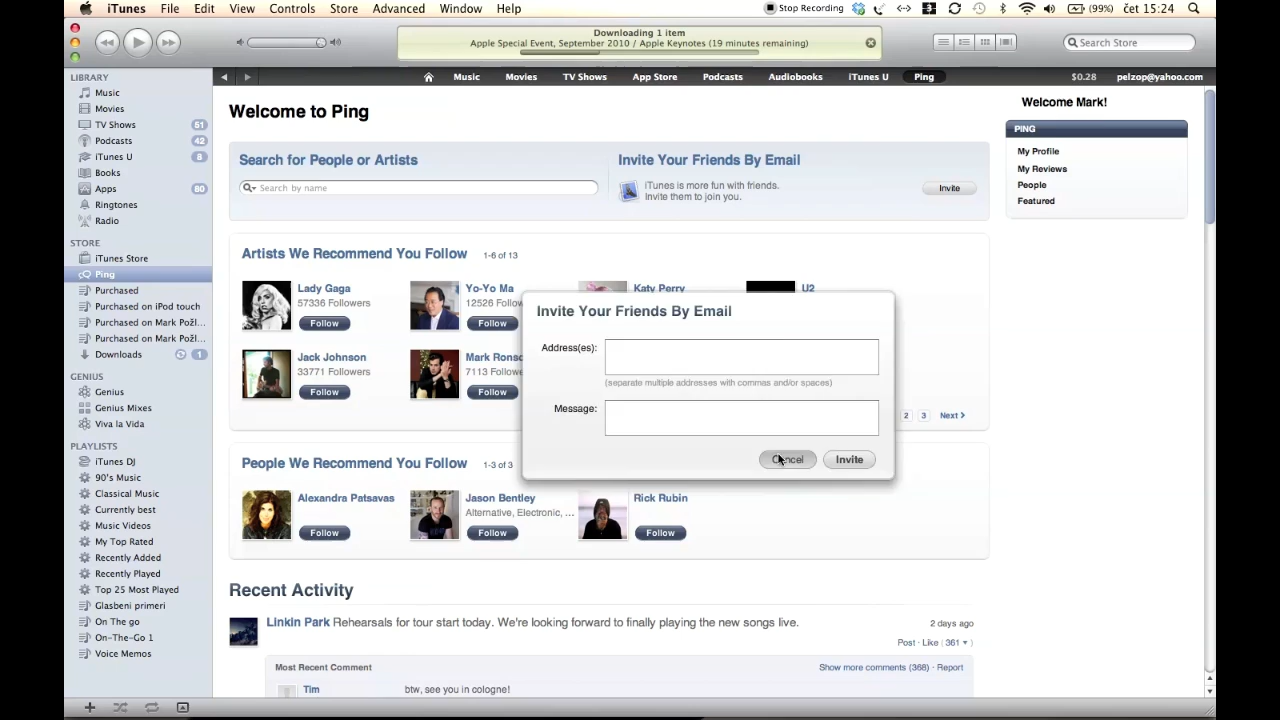 iTunes File Edit View Controls Store Advanced Window Help
Stop Recording 3 (99%) čet 15:24
Downloading 1 item
Apple Special Event, September 2010 / Apple Keynotes (19 minutes remaining)
Search Store
LIBRARY
Music
Movies
TV Shows 51
Podcasts 42
iTunes U 8
Books
Apps 80
Ringtones
Radio
STORE
iTunes Store
Ping
Purchased
Purchased on iPod touch
Purchased on Mark Požl...
Purchased on Mark Požl...
Downloads 1
GENIUS
Genius
Genius Mixes
Viva la Vida
PLAYLISTS
iTunes DJ
90's Music
Classical Music
Currently best
Music Videos
My Top Rated
Recently Added
Recently Played
Top 25 Most Played
Glasbeni primeri
On The go
On-The-Go 1
Voice Memos
Music Movies TV Shows App Store Podcasts Audiobooks iTunes U Ping $0.28 pelzop@yahoo.com
Welcome to Ping
Search for People or Artists
Search by name
Invite Your Friends By Email
iTunes is more fun with friends.
Invite them to join you.
Invite
Welcome Mark!
PING
My Profile
My Reviews
People
Featured
Artists We Recommend You Follow 1-6 of 13
Lady Gaga
57336 Followers
Follow
Yo-Yo Ma
12526 Follow
Follow
Katy Perry
U2
Jack Johnson
33771 Followers
Follow
Mark Ronso
7113 Follow
Follow
2 3 Next
Invite Your Friends By Email
Address(es):
(separate multiple addresses with commas and/or spaces)
Message:
Cancel Invite
People We Recommend You Follow 1-3 of 3
Alexandra Patsavas
Follow
Jason Bentley
Alternative, Electronic, ...
Follow
Rick Rubin
Follow
Recent Activity
Linkin Park Rehearsals for tour start today. We're looking forward to finally playing the new songs live. 2 days ago
Post · Like (361)
Most Recent Comment Show more comments (368) · Report
Tim btw, see you in cologne!